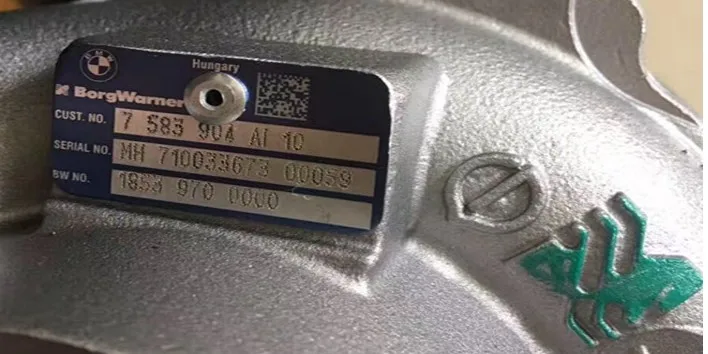 BMW
Hungary
BorgWarner
CUST. NO. 7 583 904 AI 10
SERIAL NO. MH 710033673 00059
BW NO. 1853 970 0000